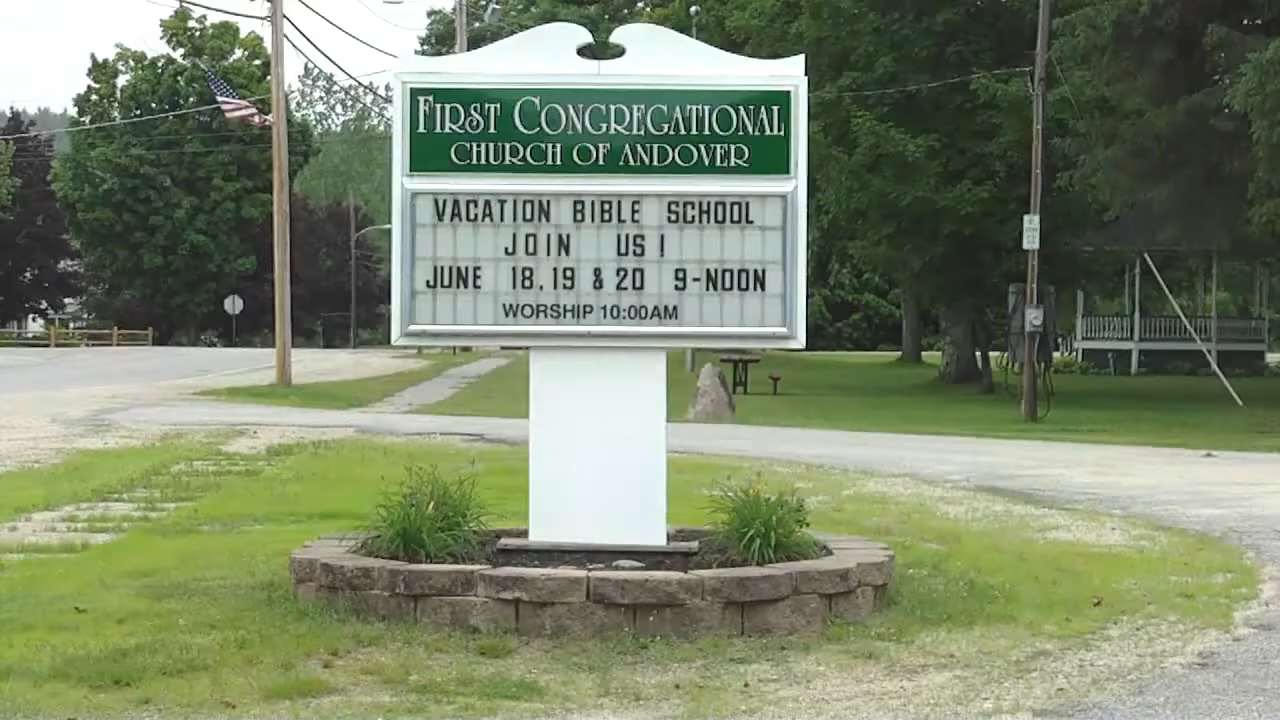 FIRST CONGREGATIONAL
CHURCH OF ANDOVER
VACATION BIBLE SCHOOL
JOIN US!
JUNE 18,19 & 20 9-NOON
WORSHIP 10:00AM